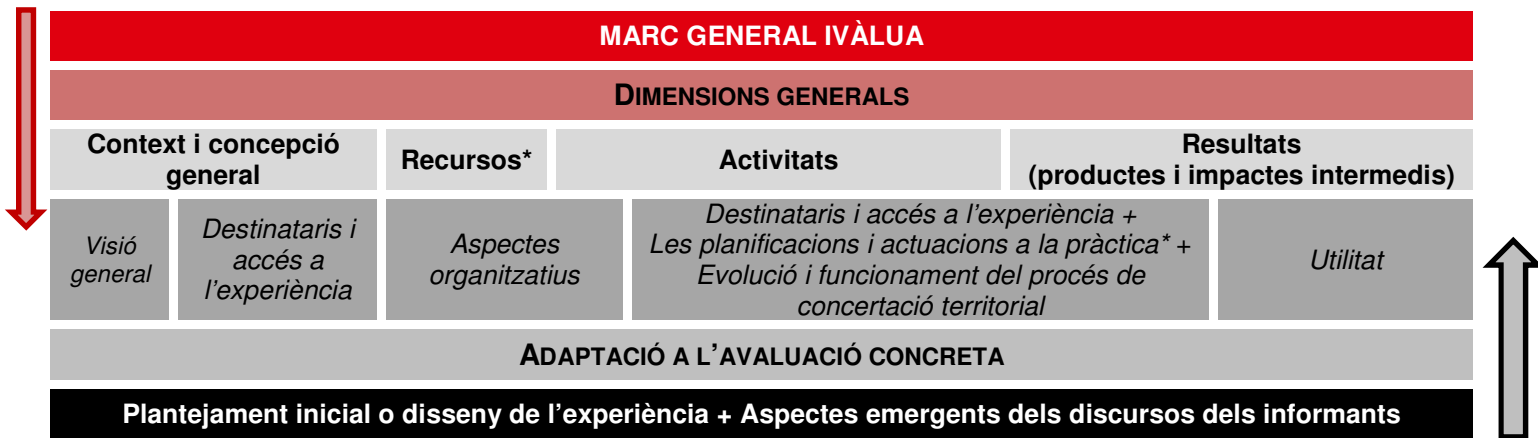 MARC GENERAL IVÀLUA
DIMENSIONS GENERALS
Context i concepció
general
Recursos*
Activitats
Resultats
(productes i impactes intermedis)
Visió
general
Destinataris i
accés a
l’experiència
Aspectes
organitzatius
Destinataris i accés a l’experiència +
Les planificacions i actuacions a la pràctica* +
Evolució i funcionament del procés de
concertació territorial
Utilitat
ADAPTACIÓ A L’AVALUACIÓ CONCRETA
Plantejament inicial o disseny de l’experiència + Aspectes emergents dels discursos dels informants